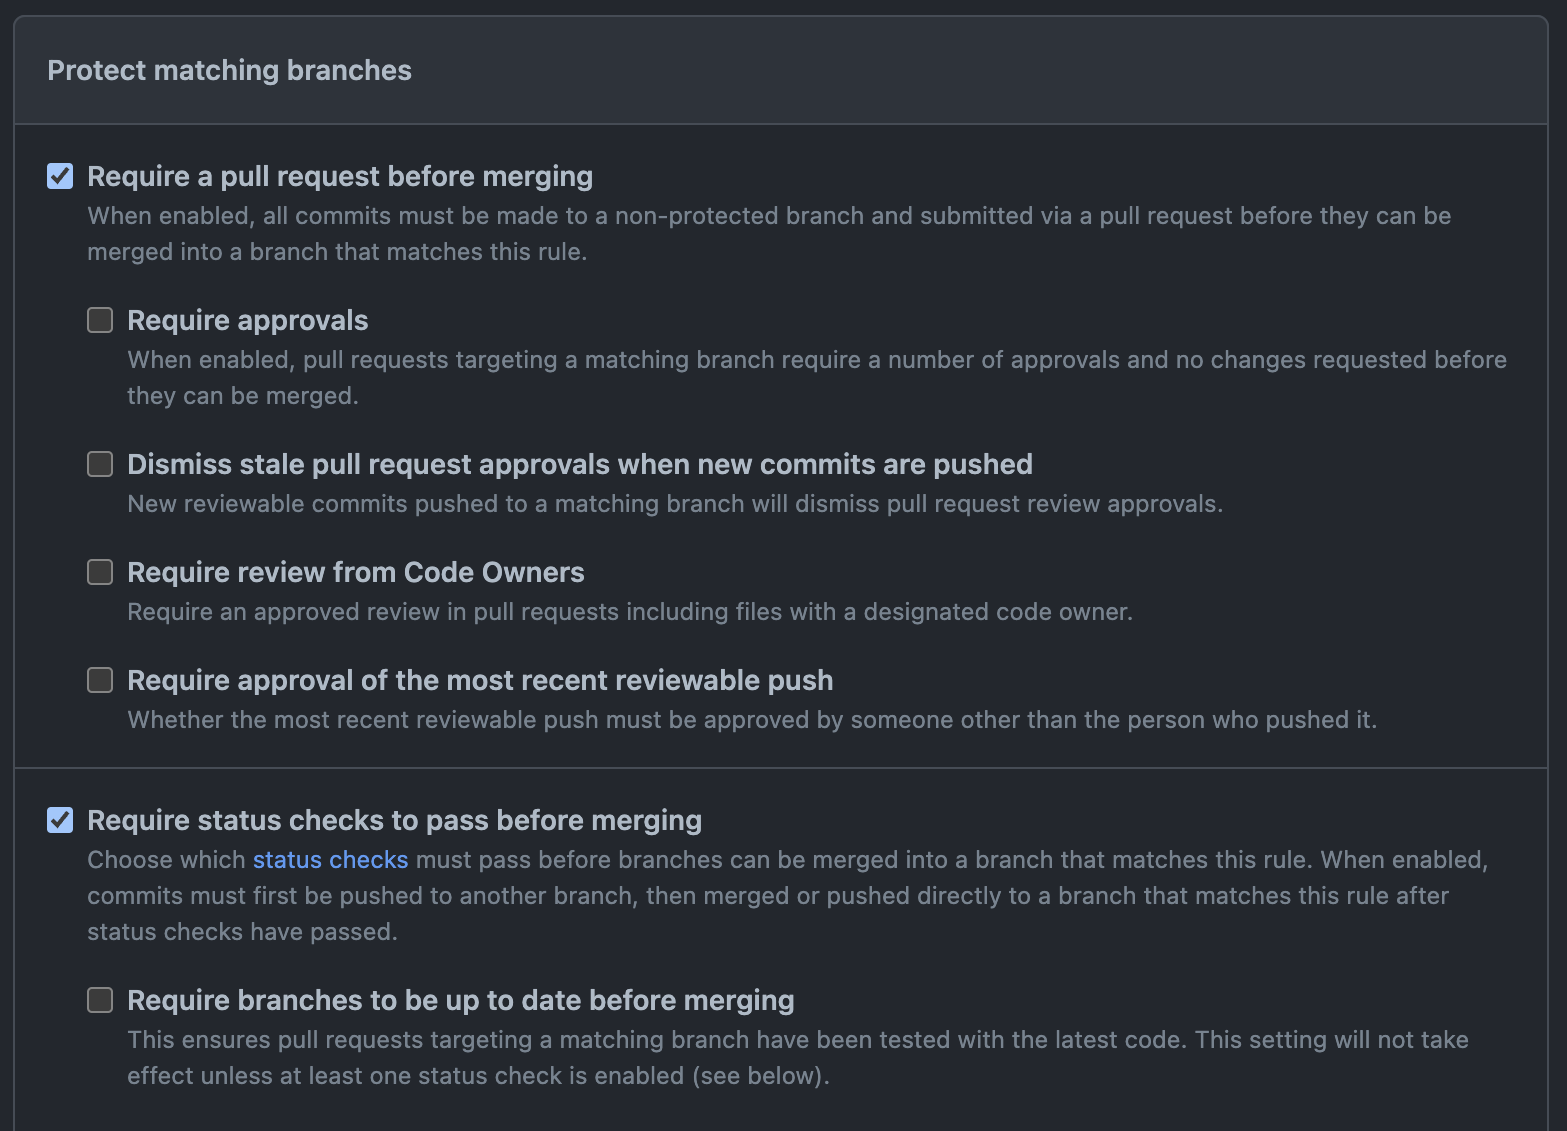 Protect matching branches
Require a pull request before merging
When enabled, all commits must be made to a non-protected branch and submitted via a pull request before they can be
merged into a branch that matches this rule.
Require approvals
When enabled, pull requests targeting a matching branch require a number of approvals and no changes requested before
they can be merged.
Dismiss stale pull request approvals when new commits are pushed
New reviewable commits pushed to a matching branch will dismiss pull request review approvals.
Require review from Code Owners
Require an approved review in pull requests including files with a designated code owner.
Require approval of the most recent reviewable push
Whether the most recent reviewable push must be approved by someone other than the person who pushed it.
Require status checks to pass before merging
Choose which status checks must pass before branches can be merged into a branch that matches this rule. When enabled,
commits must first be pushed to another branch, then merged or pushed directly to a branch that matches this rule after
status checks have passed.
Require branches to be up to date before merging
This ensures pull requests targeting a matching branch have been tested with the latest code. This setting will not take
effect unless at least one status check is enabled (see below).